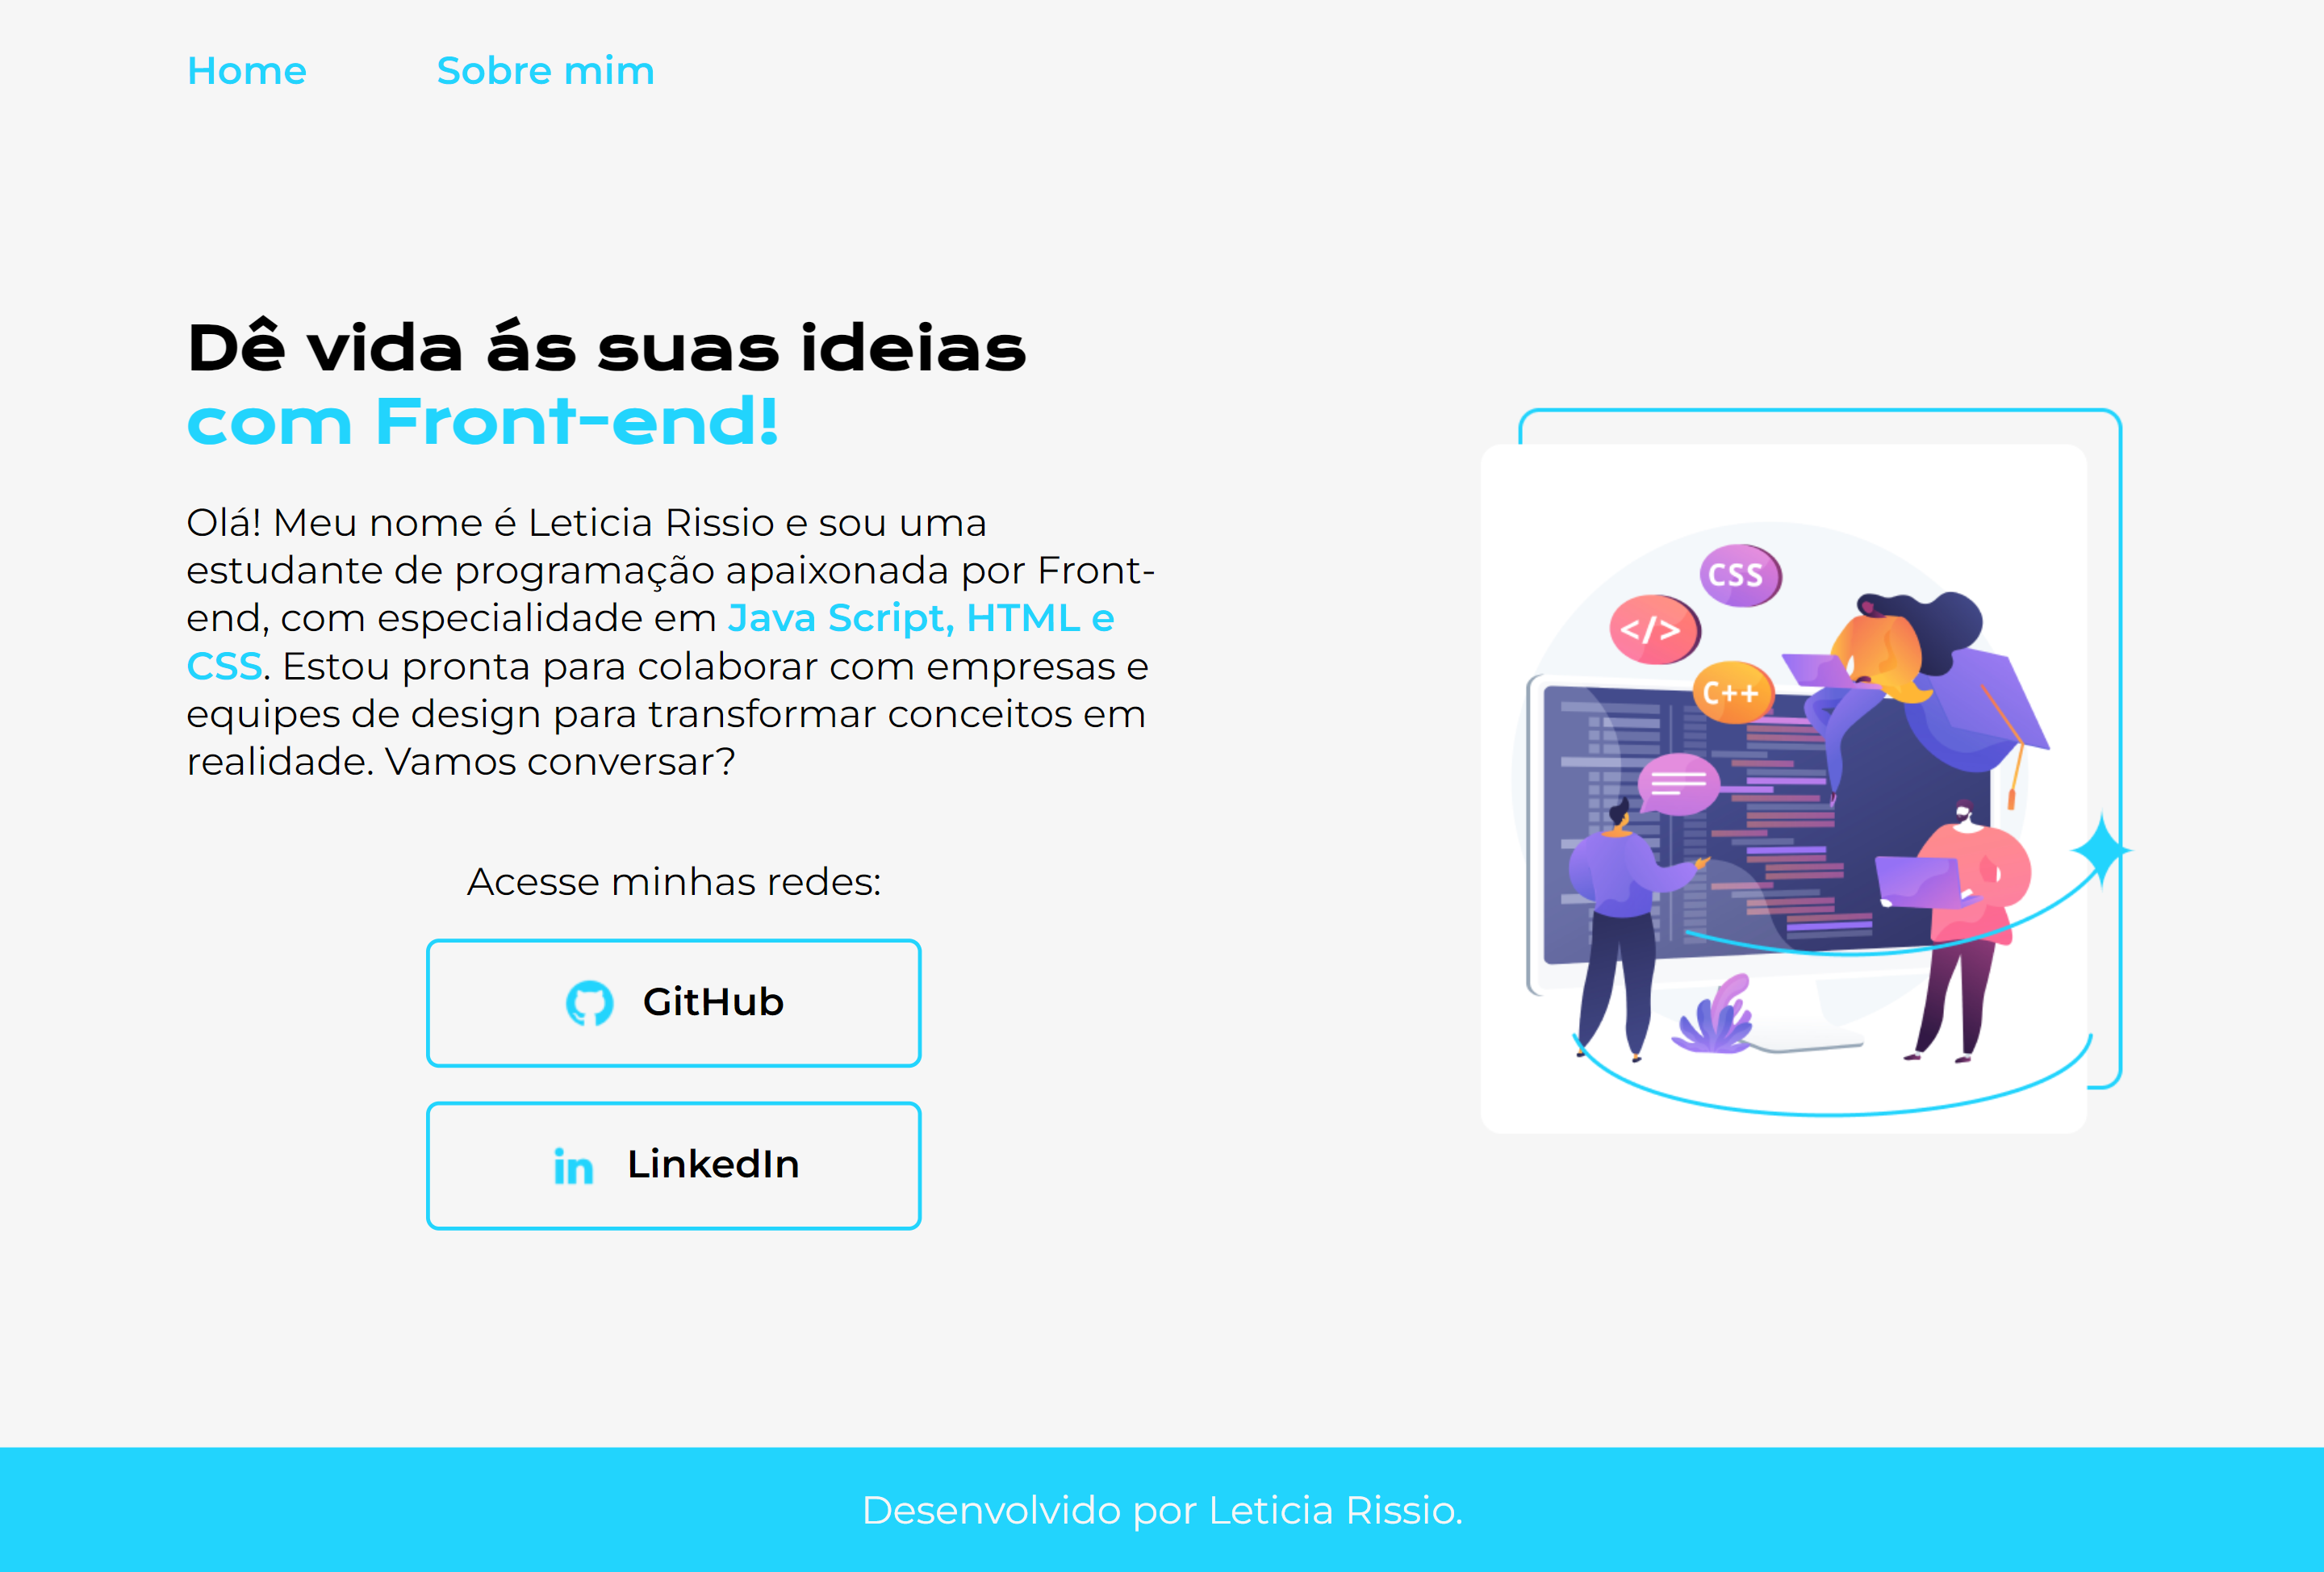 Home
Sobre mim
Dê vida ás suas ideias
com Front-end!
Olá! Meu nome é Leticia Rissio e sou uma
estudante de programação apaixonada por Front-
end, com especialidade em Java Script, HTML e
CSS. Estou pronta para colaborar com empresas e
equipes de design para transformar conceitos em
realidade. Vamos conversar?
Acesse minhas redes:
GitHub
in LinkedIn
CSS
</>
C++
Desenvolvido por Leticia Rissio.